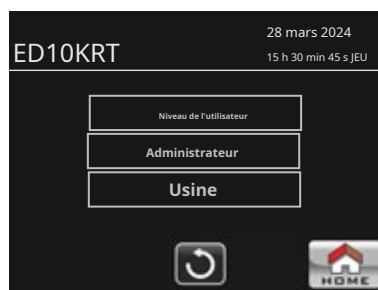 28 mars 2024
ED10KRT
15 h 30 min 45 s JEU
Niveau de l'utilisateur
Administrateur
Usine
HOME